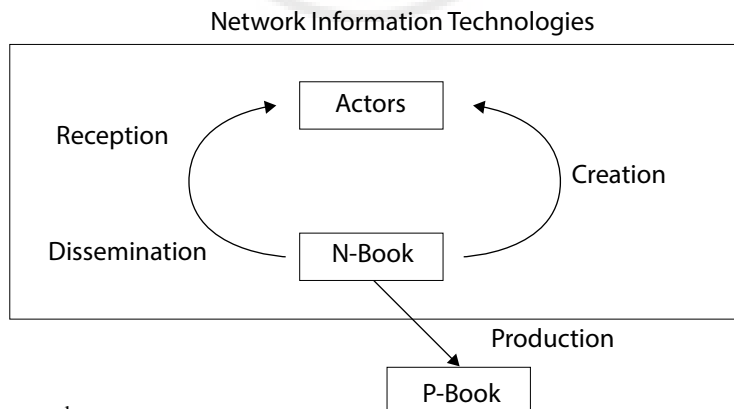 Network Information Technologies
Actors
Reception
Creation
Dissemination
N-Book
Production
P-Book